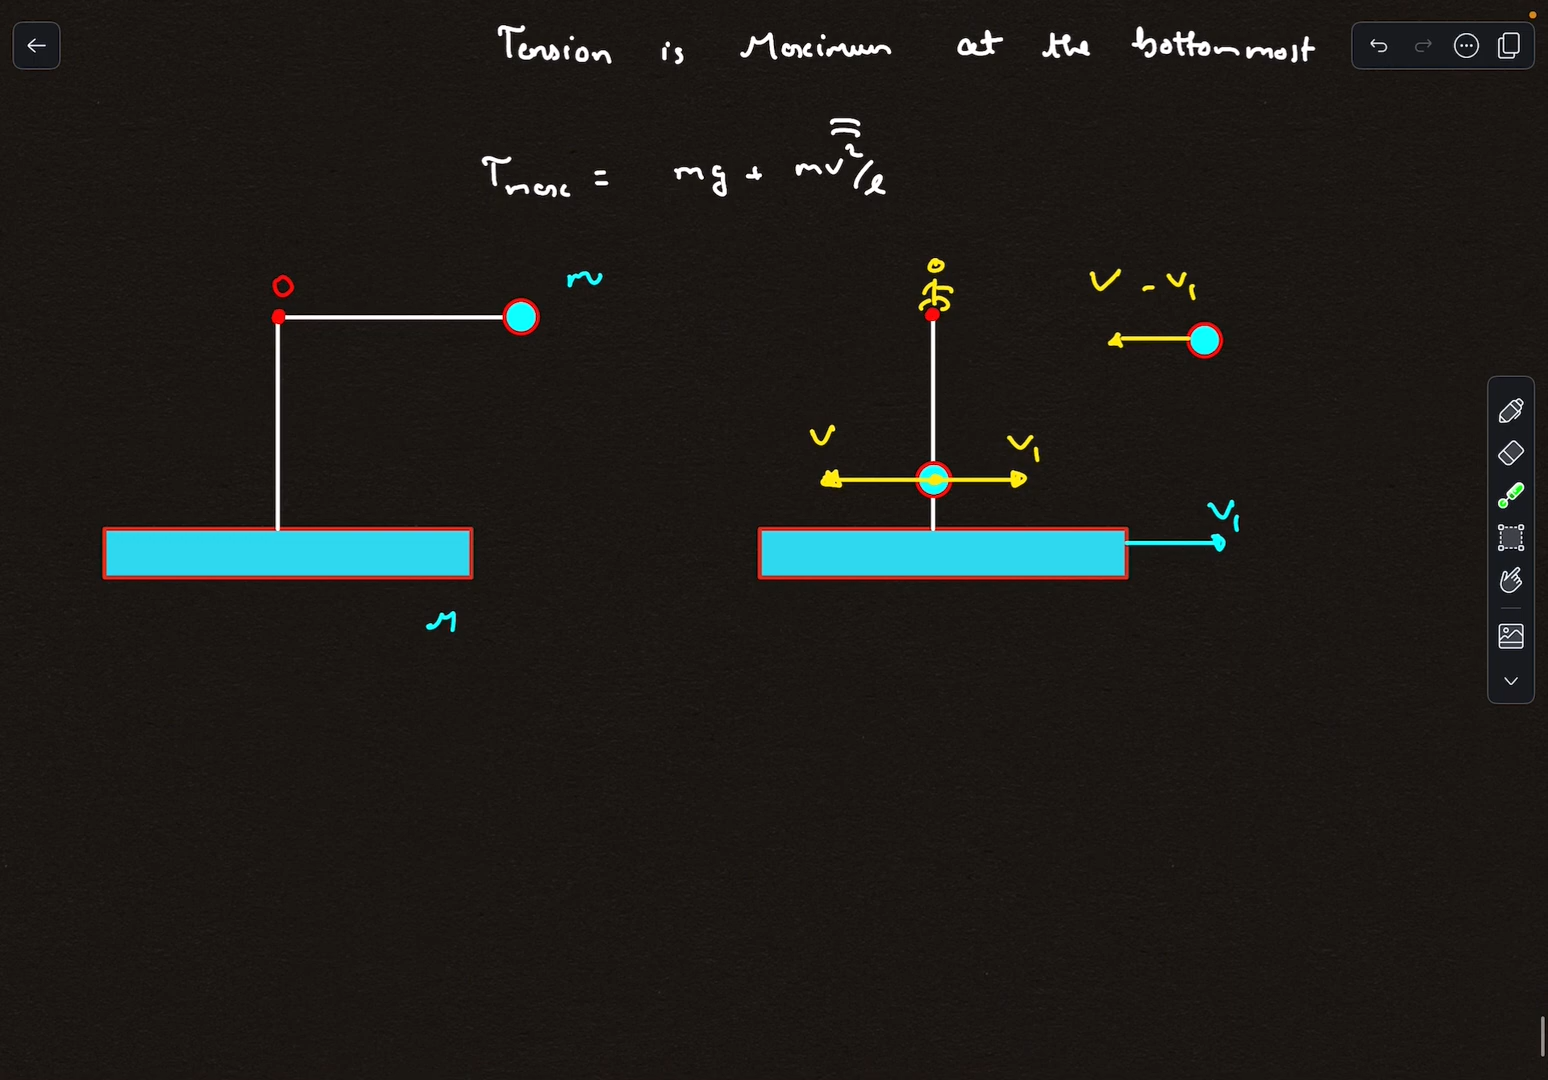 Tension is Maximum at the bottommost
Tmax = mg + mv²/l
O m
O V - V₁
V V₁
V₁
M